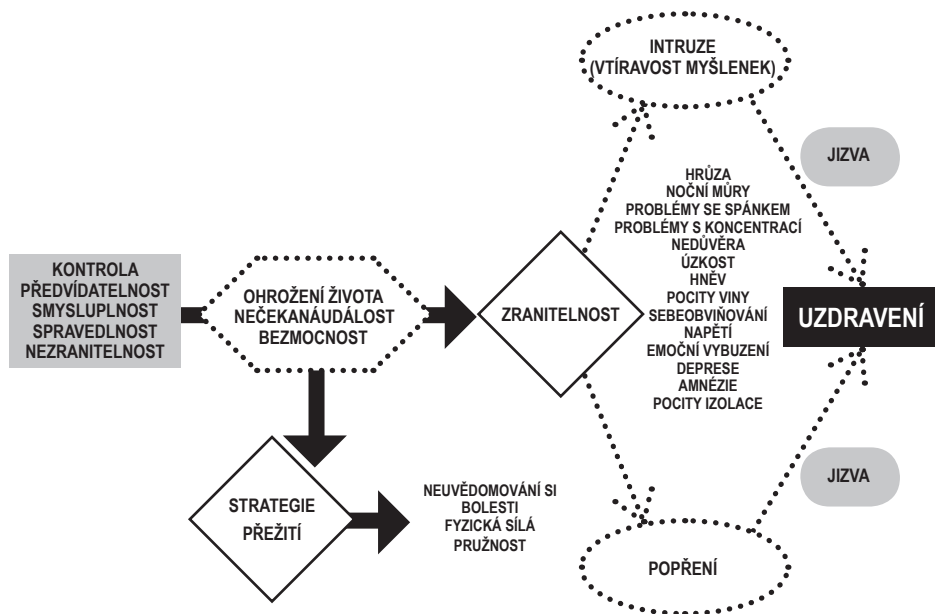 INTRUZE
(VTÍRAVOST MYŠLENEK)
JIZVA
HRŮZA
NOČNÍ MŮRY
PROBLÉMY SE SPÁNKEM
PROBLÉMY S KONCENTRACÍ
NEDŮVĚRA
ÚZKOST
HNĚV
POCITY VINY
SEBEOBVIŇOVÁNÍ
NAPĚTÍ
EMOČNÍ VYBUZENÍ
DEPRESE
AMNÉZIE
POCITY IZOLACE
KONTROLA
PŘEDVÍDATELNOST
SMYSLUPLNOST
SPRAVEDLNOST
NEZRANITELNOST
OHROŽENÍ ŽIVOTA
NEČEKANÁUDÁLOST
BEZMOCNOST
ZRANITELNOST
UZDRAVENÍ
STRATEGIE
PŘEŽITÍ
NEUVĚDOMOVÁNÍ SI
BOLESTI
FYZICKÁ SÍLÁ
PRUŽNOST
JIZVA
POPŘENÍ